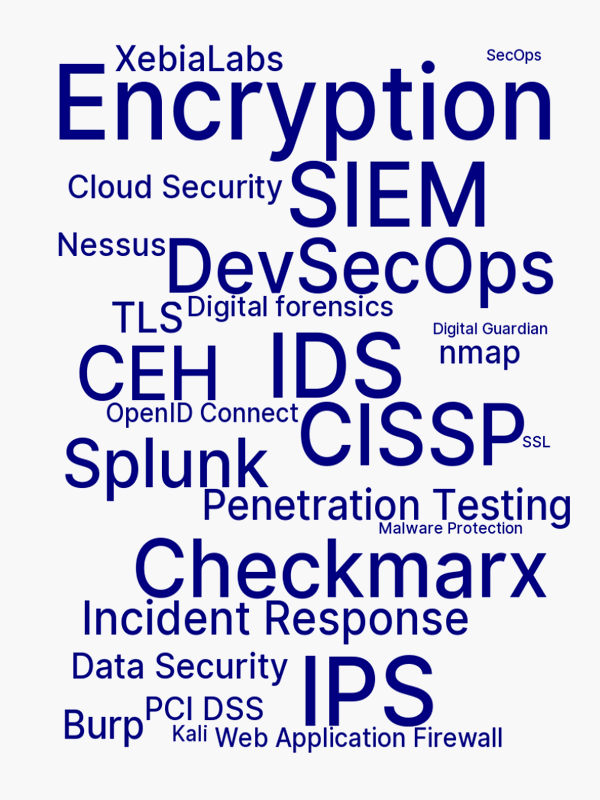 XebiaLabs
SecOps
Encryption
Cloud Security
SIEM
Nessus
DevSecOps
TLS
Digital forensics
Digital Guardian
CEH
IDS
nmap
OpenID Connect
CISSP
SSL
Splunk
Penetration Testing
Malware Protection
Checkmarx
Incident Response
Data Security
IPS
Burp
PCI DSS
Kali
Web Application Firewall